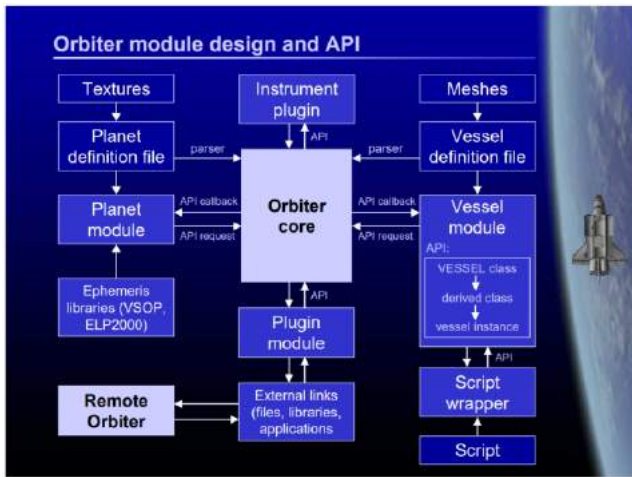 Orbiter module design and API
Textures
Instrument
plugin
Meshes
API
Planet
definition file
parser
parser
Vessel
definition file
Orbiter
core
Planet
module
API callback
API request
API callback
API request
Vessel
module
API:
VESSEL class
derived class
vessel instance
Ephemeris
libraries (VSOP,
ELP2000)
API
Plugin
module
API
Script
wrapper
Remote
Orbiter
External links
(files, libraries,
applications
Script